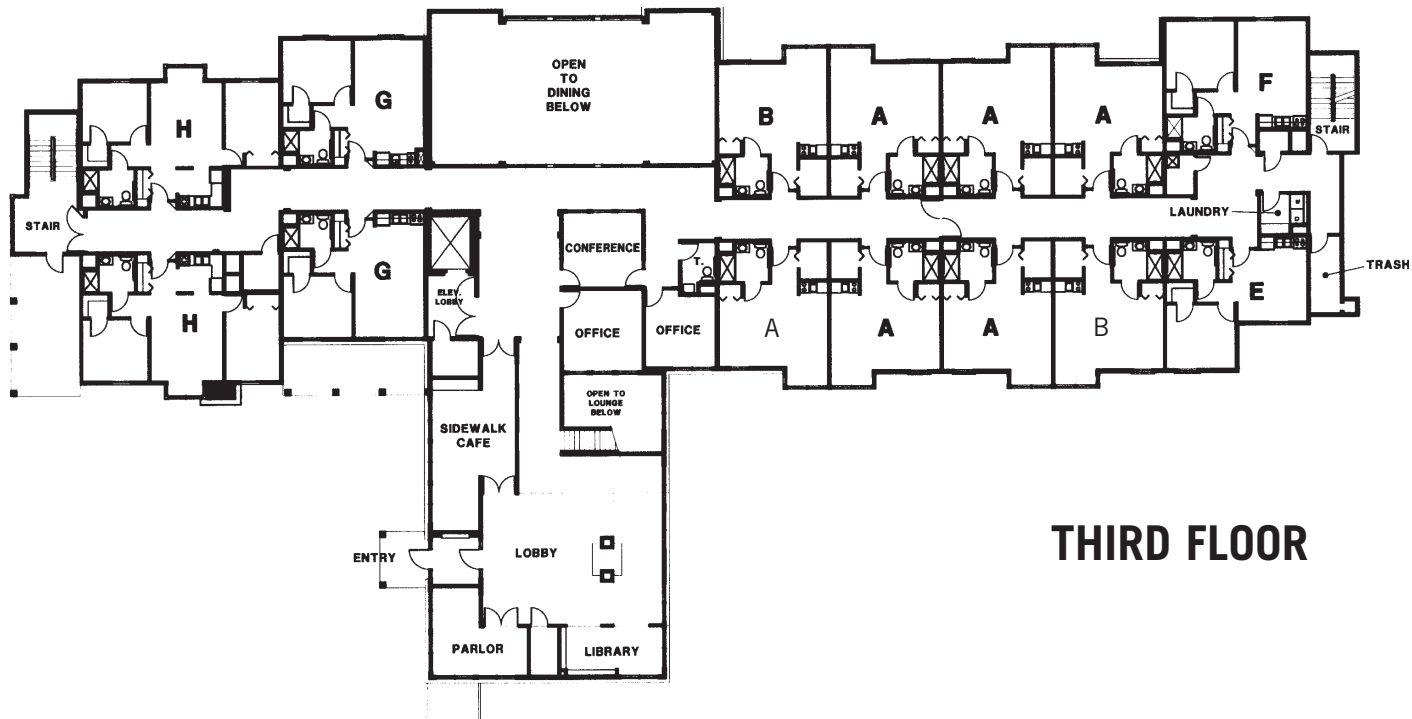 OPEN
TO
DINING
BELOW
H
G
B
A
A
A
F
STAIR
STAIR
LAUNDRY
TRASH
G
H
ELEV.
LOBBY
CONFERENCE
T.
OFFICE
OFFICE
A
A
A
B
E
OPEN TO
LOUNGE
BELOW
SIDEWALK
CAFE
ENTRY
LOBBY
THIRD FLOOR
PARLOR
LIBRARY